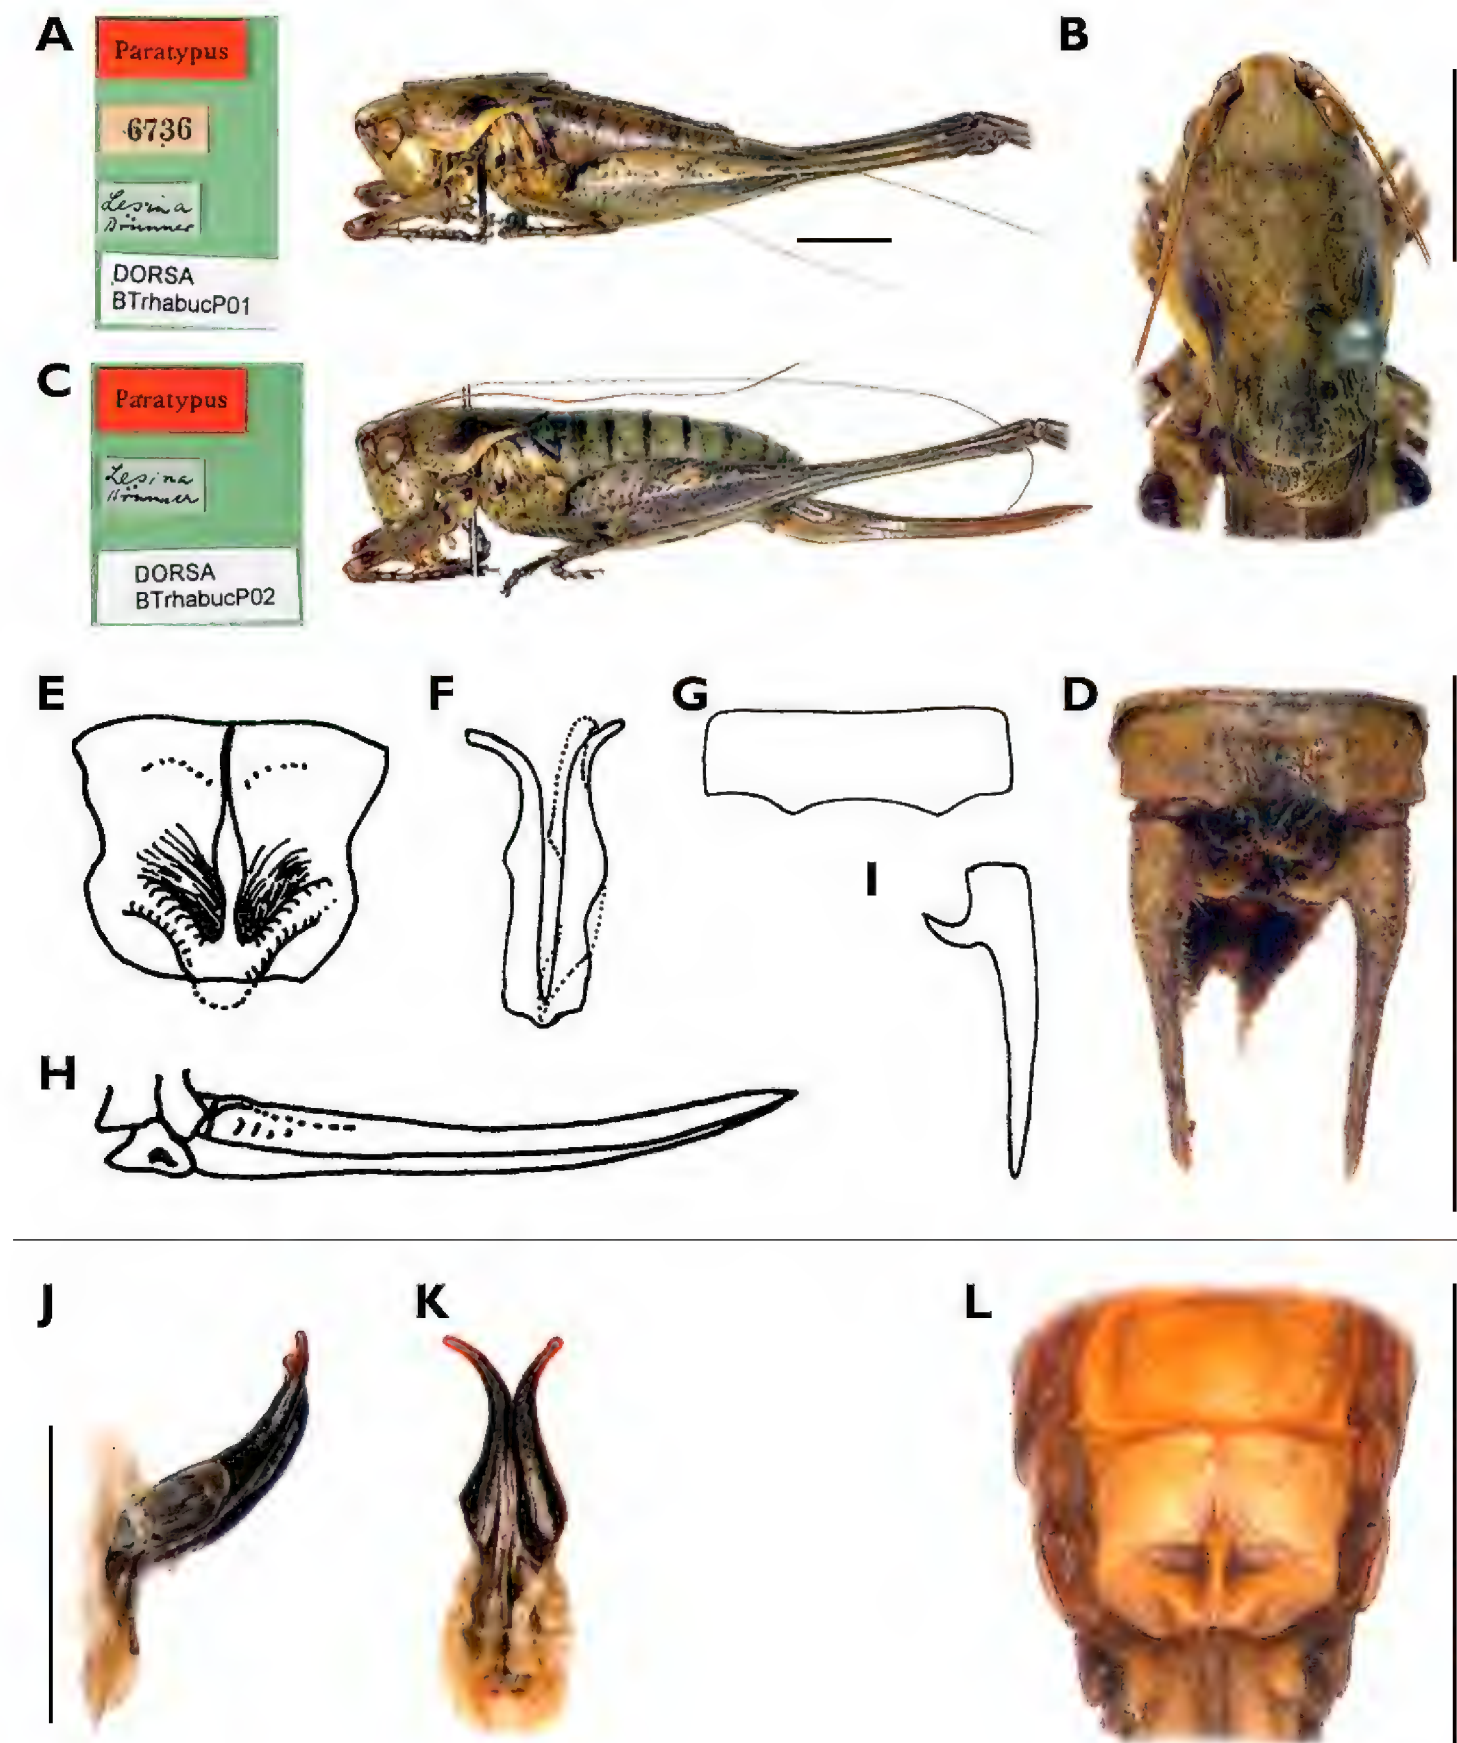 A
Paratypus
6736
Lesina
Brunner
DORSA
BTrhabucP01
B
C
Paratypus
Lesina
Brunner
DORSA
BTrhabucP02
E
F
G
D
I
H
J
K
L